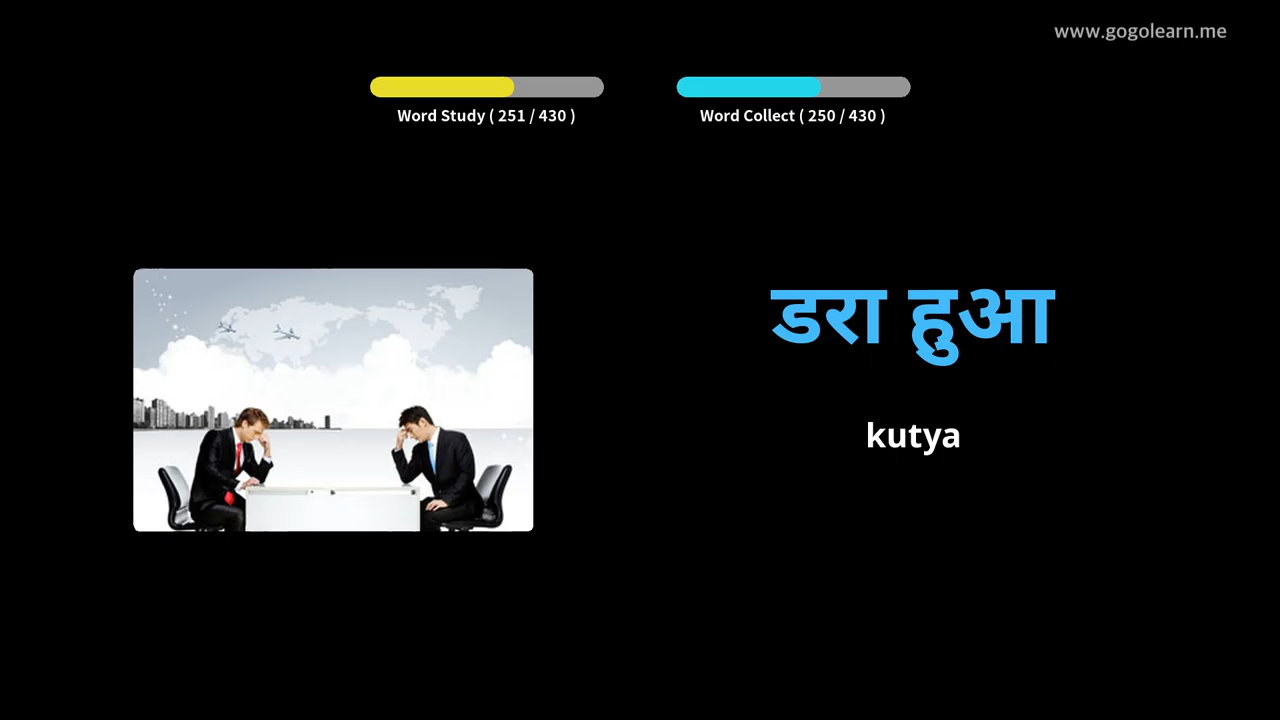 www.gogolearn.me
Word Study ( 251 / 430 )
Word Collect ( 250 / 430 )
डरा हुआ
kutya